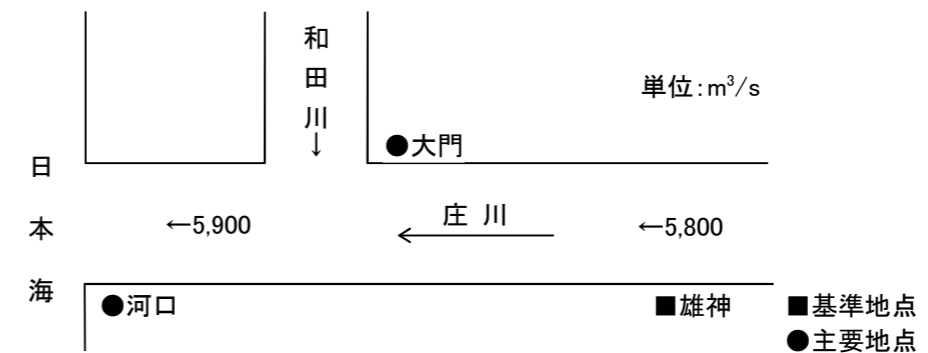 和田川
↓
単位:m³/s
●大門
日本海
←5,900
庄川
←5,800
●河口
■雄神
■基準地点
●主要地点